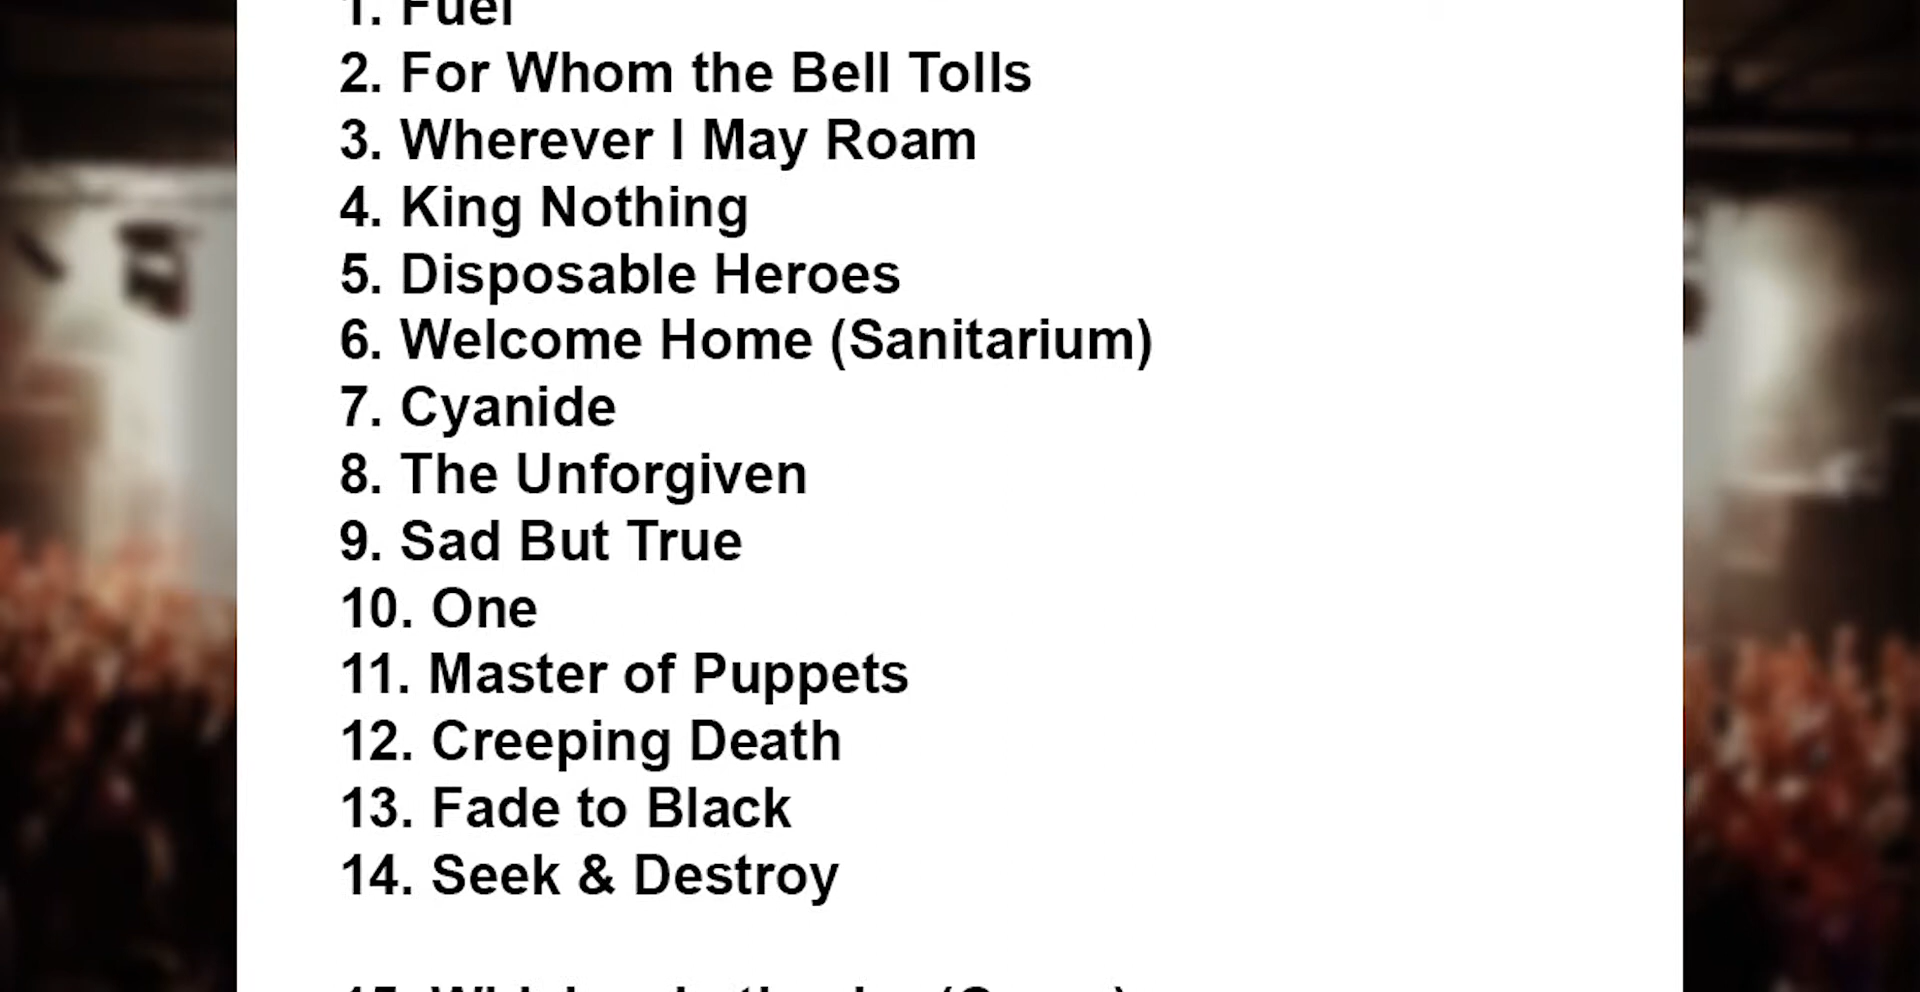 1. Fuel
2. For Whom the Bell Tolls
3. Wherever I May Roam
4. King Nothing
5. Disposable Heroes
6. Welcome Home (Sanitarium)
7. Cyanide
8. The Unforgiven
9. Sad But True
10. One
11. Master of Puppets
12. Creeping Death
13. Fade to Black
14. Seek & Destroy